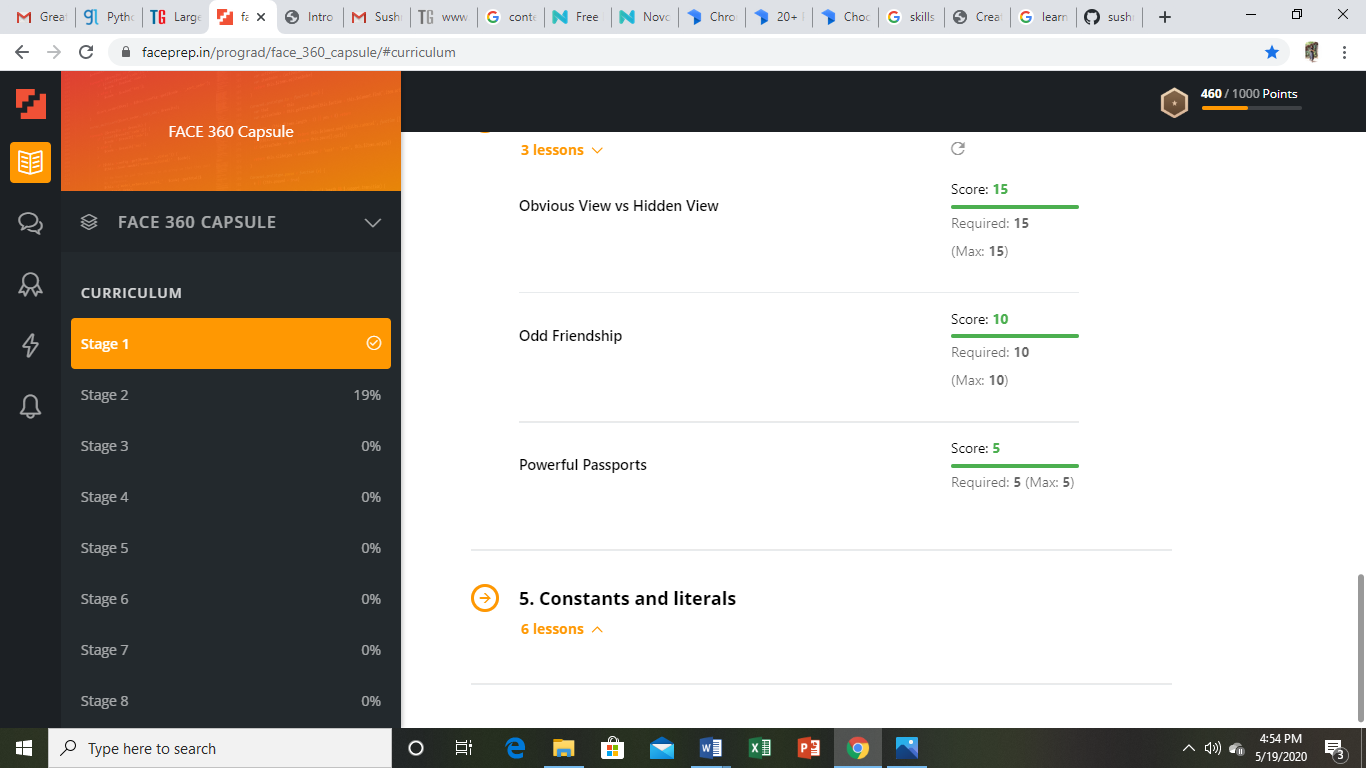 Great
Pytho
TG Large
fa
Intro
Sush
TG www
conte
Free
Novo
Chro
20+
Choc
skills
Crea
learn
sush
faceprep.in/prograd/face_360_capsule/#curriculum
FACE 360 Capsule
460 / 1000 Points
FACE 360 CAPSULE
CURRICULUM
Stage 1
Stage 2 19%
Stage 3 0%
Stage 4 0%
Stage 5 0%
Stage 6 0%
Stage 7 0%
Stage 8 0%
3 lessons
Obvious View vs Hidden View
Score: 15
Required: 15
(Max: 15)
Odd Friendship
Score: 10
Required: 10
(Max: 10)
Powerful Passports
Score: 5
Required: 5 (Max: 5)
5. Constants and literals
6 lessons
Type here to search
4:54 PM
5/19/2020
3